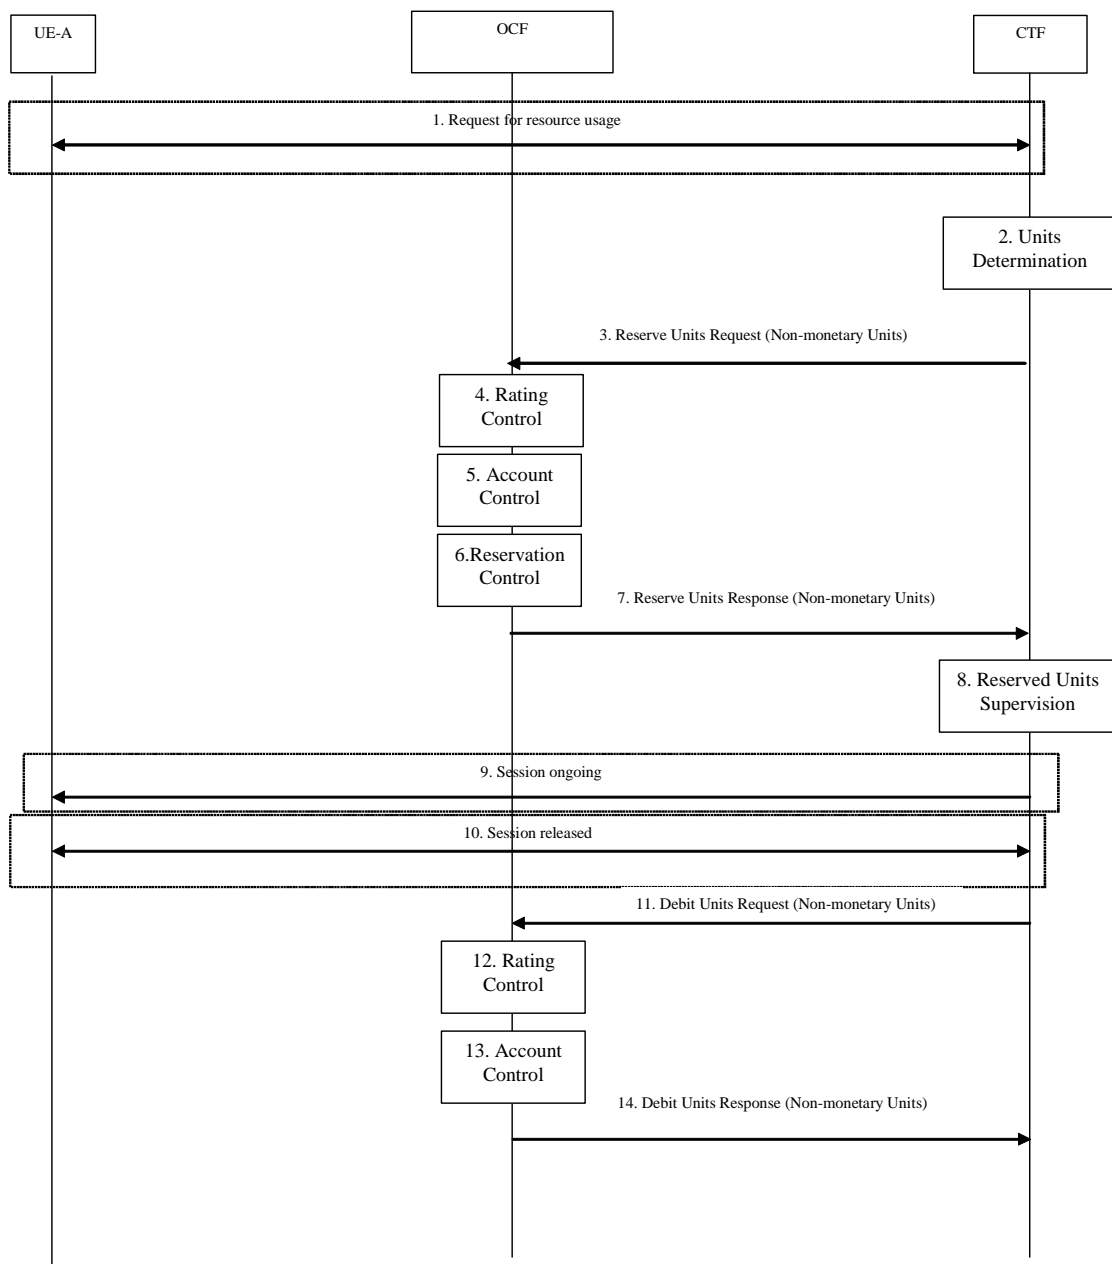 UE-A
OCF
CTF
1. Request for resource usage
2. Units
Determination
3. Reserve Units Request (Non-monetary Units)
4. Rating
Control
5. Account
Control
6.Reservation
Control
7. Reserve Units Response (Non-monetary Units)
8. Reserved Units
Supervision
9. Session ongoing
10. Session released
11. Debit Units Request (Non-monetary Units)
12. Rating
Control
13. Account
Control
14. Debit Units Response (Non-monetary Units)